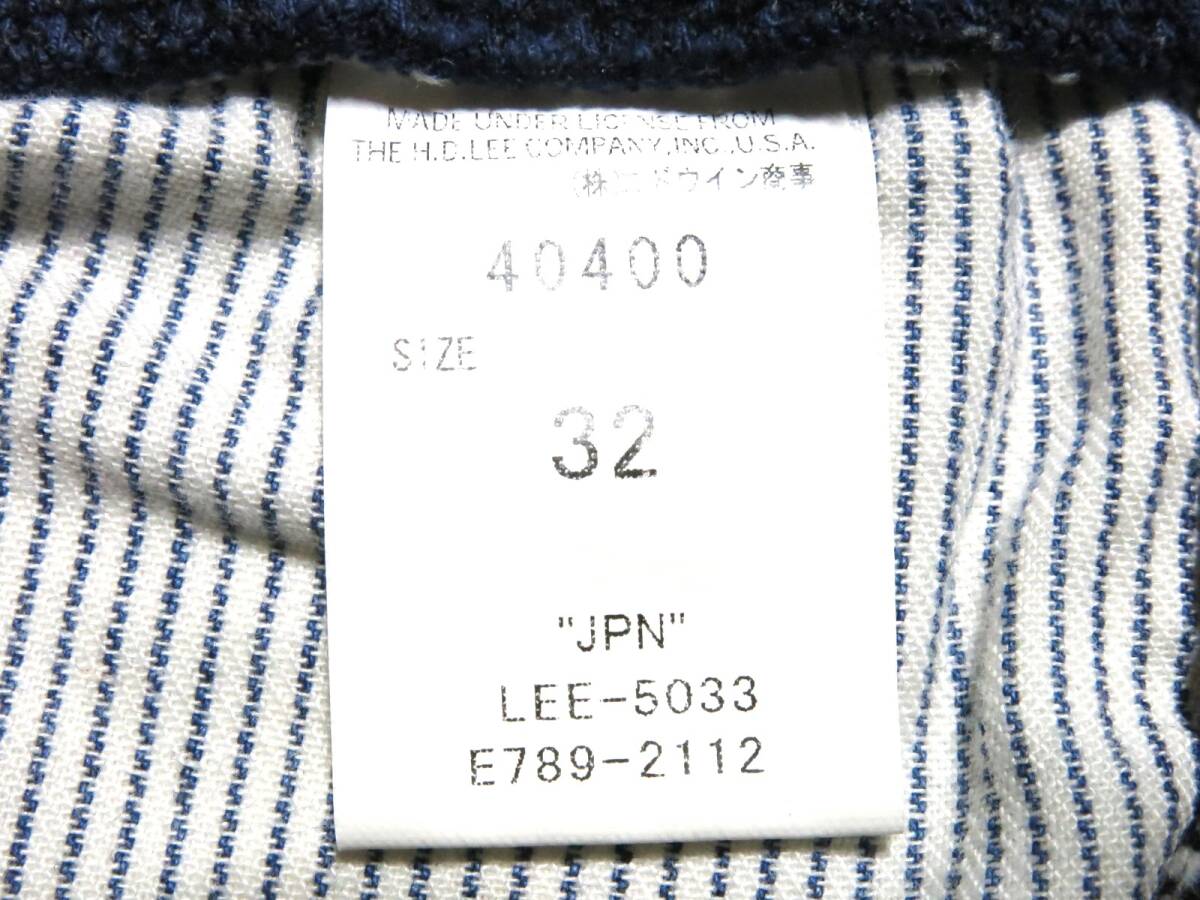 MADE UNDER LICENSE FROM
THE H.D.LEE COMPANY,INC.,U.S.A.
(株)エドウイン商事
40400
SIZE
32
"JPN"
LEE-5033
E789-2112